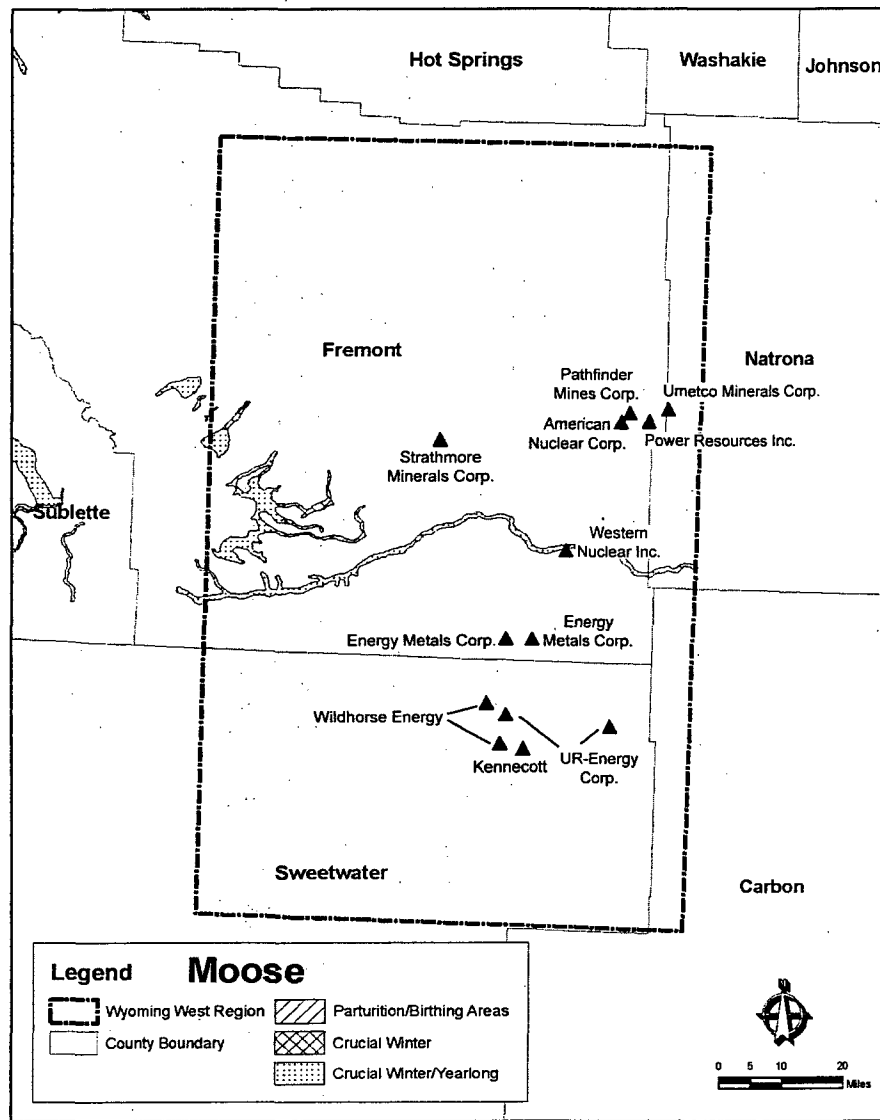 Hot Springs
Washakie
Johnson
Fremont
Natrona
Pathfinder
Mines Corp.
Umetco Minerals Corp.
American
Nuclear Corp.
Power Resources Inc.
Strathmore
Minerals Corp.
Sublette
Western
Nuclear Inc.
Energy Metals Corp.
Energy
Metals Corp.
Wildhorse Energy
Kennecott
UR-Energy
Corp.
Sweetwater
Carbon
Legend
Moose
Wyoming West Region
County Boundary
Parturition/Birthing Areas
Crucial Winter
Crucial Winter/Yearlong
N
0 5 10 20
Miles